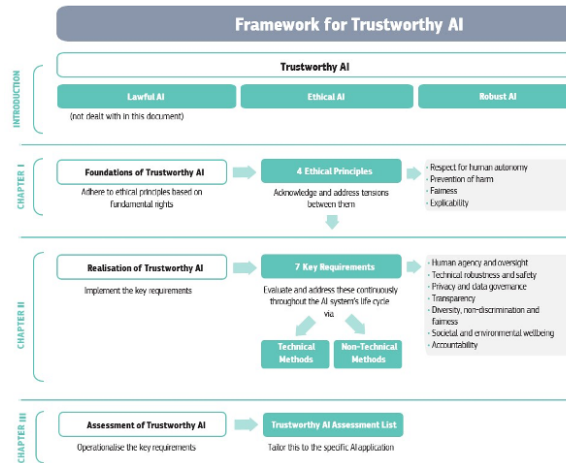 Framework for Trustworthy AI
INTRODUCTION
Trustworthy AI
Lawful AI
Ethical AI
Robust AI
(not dealt with in this document)
CHAPTER I
Foundations of Trustworthy AI
Adhere to ethical principles based on
fundamental rights
4 Ethical Principles
Acknowledge and address tensions
between them
· Respect for human autonomy
· Prevention of harm
· Fairness
· Explicability
CHAPTER II
Realisation of Trustworthy AI
Implement the key requirements
7 Key Requirements
Evaluate and address these continuously
throughout the AI system's life cycle
via
Technical
Methods
Non-Technical
Methods
· Human agency and oversight
· Technical robustness and safety
· Privacy and data governance
· Transparency
· Diversity, non-discrimination and
fairness
· Societal and environmental wellbeing
· Accountability
CHAPTER III
Assessment of Trustworthy AI
Operationalise the key requirements
Trustworthy AI Assessment List
Tailor this to the specific AI application